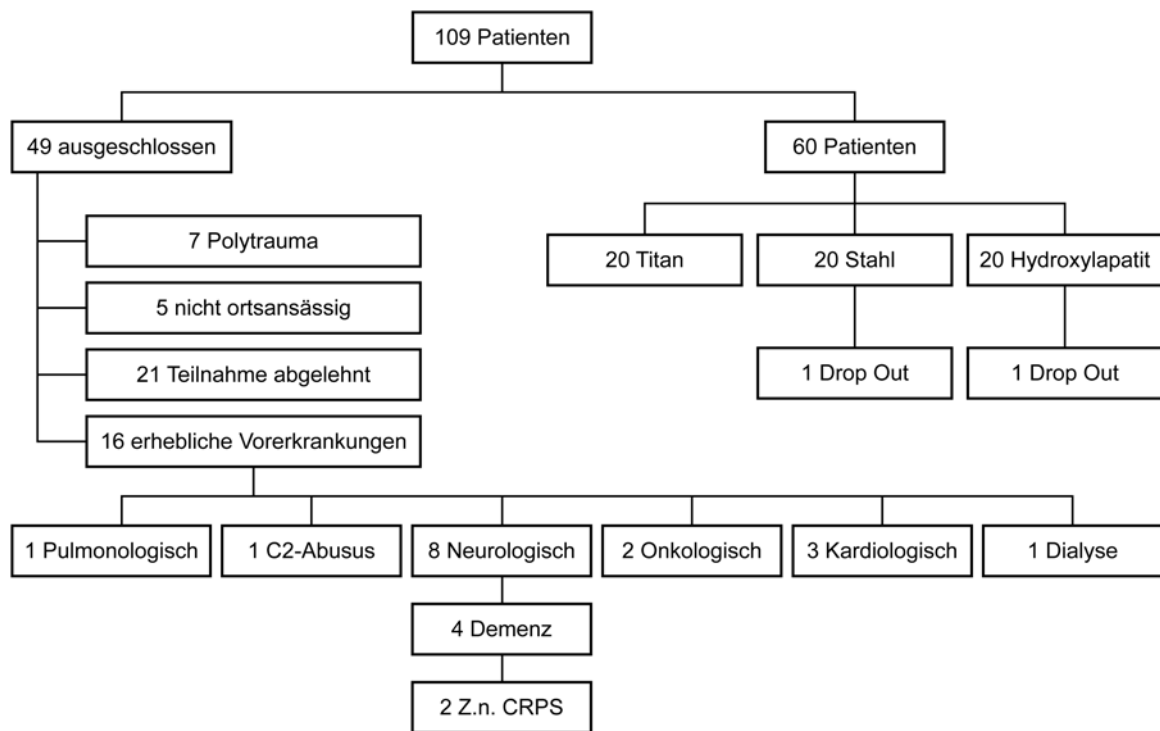 109 Patienten
49 ausgeschlossen
60 Patienten
7 Polytrauma
5 nicht ortsansässig
21 Teilnahme abgelehnt
16 erhebliche Vorerkrankungen
20 Titan
20 Stahl
20 Hydroxylapatit
1 Drop Out
1 Drop Out
1 Pulmonologisch
1 C2-Abusus
8 Neurologisch
2 Onkologisch
3 Kardiologisch
1 Dialyse
4 Demenz
2 Z.n. CRPS